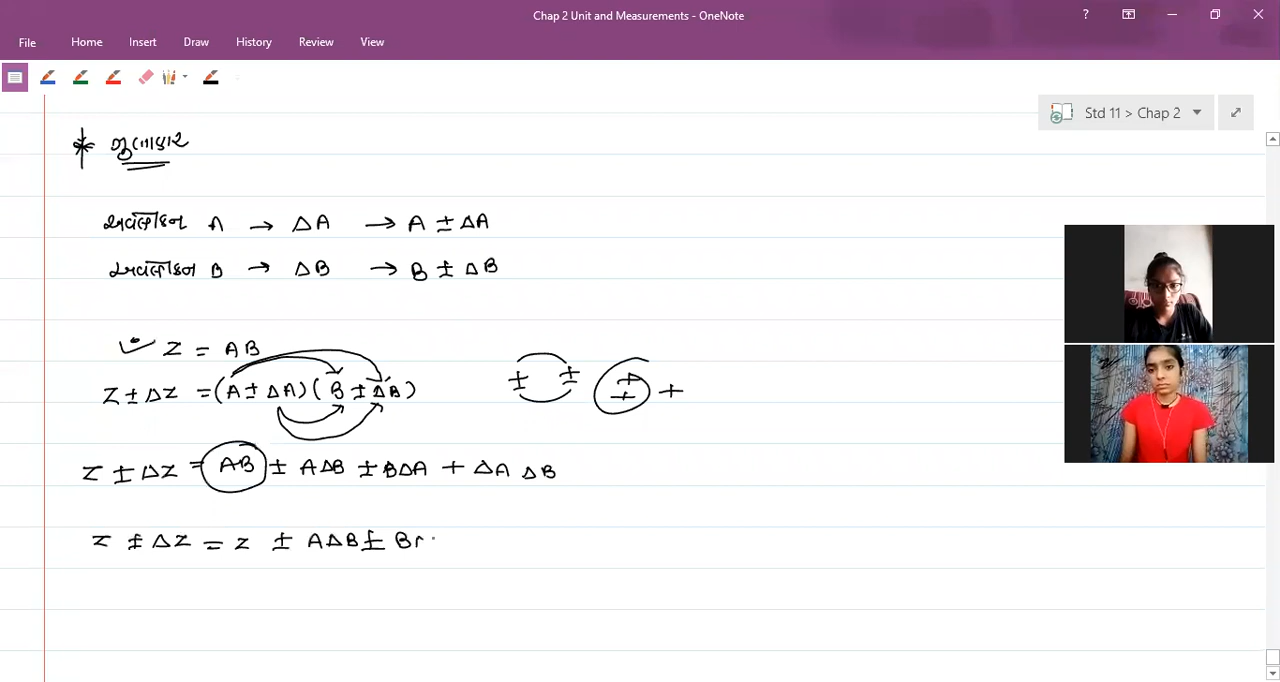 Chap 2 Unit and Measurements - OneNote
File Home Insert Draw History Review View
Std 11 > Chap 2
* ગુણાકાર
અવલોકન A → ΔA → A ± ΔA
અવલોકન B → ΔB → B ± ΔB
Z = AB
Z ± ΔZ = (A ± ΔA)(B ± ΔB) ± ± ± ± +
Z ± ΔZ = AB ± AΔB ± BΔA + ΔA ΔB
Z ± ΔZ = Z ± AΔB ± B